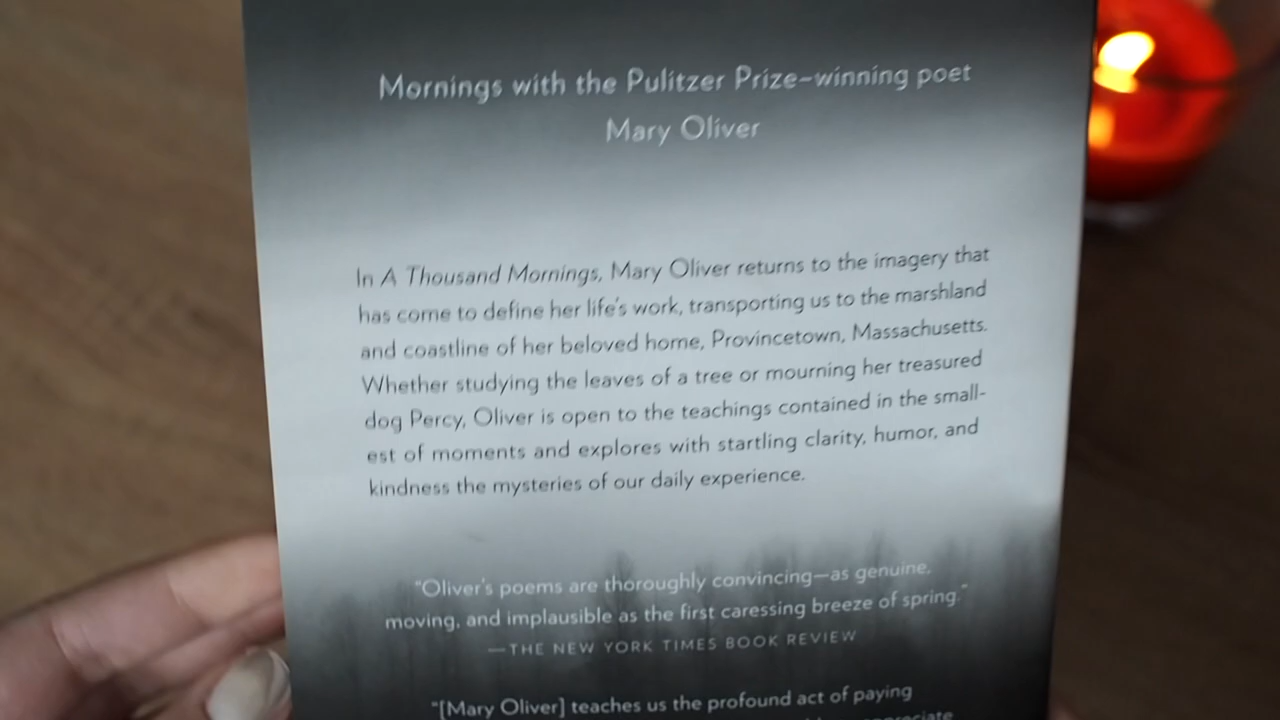 Mornings with the Pulitzer Prize–winning poet
Mary Oliver
In A Thousand Mornings, Mary Oliver returns to the imagery that
has come to define her life's work, transporting us to the marshland
and coastline of her beloved home, Provincetown, Massachusetts.
Whether studying the leaves of a tree or mourning her treasured
dog Percy, Oliver is open to the teachings contained in the small-
est of moments and explores with startling clarity, humor, and
kindness the mysteries of our daily experience.
"Oliver's poems are thoroughly convincing—as genuine,
moving, and implausible as the first caressing breeze of spring."
—THE NEW YORK TIMES BOOK REVIEW
"[Mary Oliver] teaches us the profound act of paying